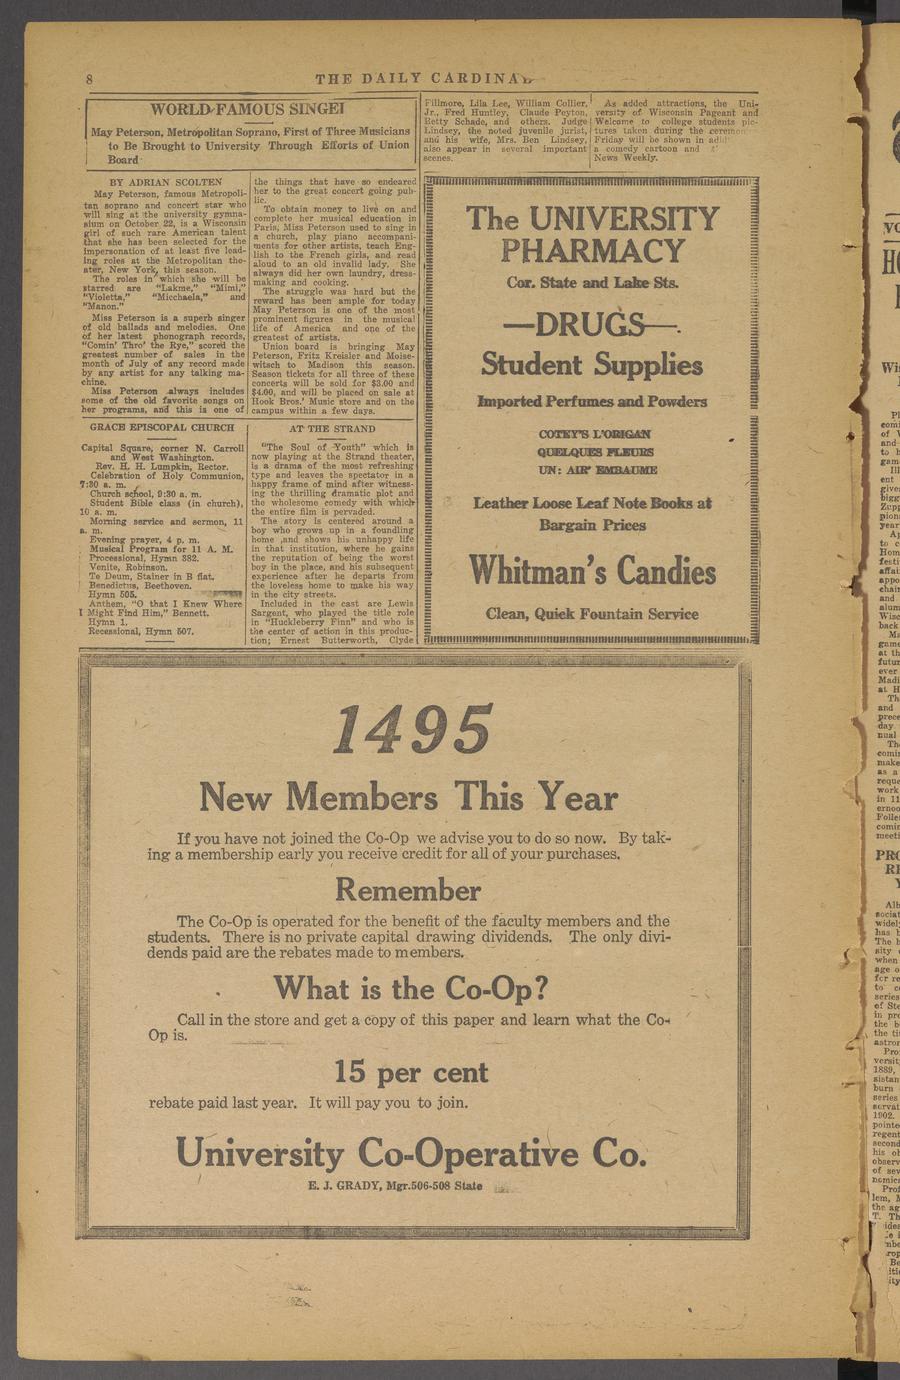 8
THE DAILY CARDINA
WORLD-FAMOUS SINGE
May Peterson, Metropolitan Soprano, First of Three Musicians
to Be Brought to University Through Efforts of Union
Board
BY ADRIAN SCOLTEN
May Peterson, famous Metropoli-
tan soprano and concert star who
will sing at the university gymna-
sium on October 22, is a Wisconsin
girl of such rare American talent
that she has been selected for the
impersonation of at least five lead-
ing roles at the Metropolitan the-
ater, New York, this season.
The roles in which she will be
starred are "Lakme," "Mimi,"
"Violetta," "Micchaela," and
"Manon."
Miss Peterson is a superb singer
of old ballads and melodies. One
of her latest phonograph records,
"Comin' Thro' the Rye," scored the
greatest number of sales in the
month of July of any record made
by any artist for any talking ma-
chine.
Miss Peterson always includes
some of the old favorite songs on
her programs, and this is one of
the things that have so endeared
her to the great concert going pub-
lic.
To obtain money to live on and
complete her musical education in
Paris, Miss Peterson used to sing in
a church, play piano accompani-
ments for other artists, teach Eng-
lish to the French girls, and read
aloud to an old invalid lady. She
always did her own laundry, dress-
making and cooking.
The struggle was hard but the
reward has been ample for today
May Peterson is one of the most
prominent figures in the musical
life of America and one of the
greatest of artists.
Union board is bringing May
Peterson, Fritz Kreisler and Moise-
witsch to Madison this season.
Season tickets for all three of these
concerts will be sold for $3.00 and
$4.00, and will be placed on sale at
Hook Bros.' Music store and on the
campus within a few days.
GRACE EPISCOPAL CHURCH
Capital Square, corner N. Carroll
and West Washington.
Rev. H. H. Lumpkin, Rector.
Celebration of Holy Communion,
7:30 a. m.
Church school, 9:30 a. m.
Student Bible class (in church),
10 a. m.
Morning service and sermon, 11
a. m.
Evening prayer, 4 p. m.
Musical Program for 11 A. M.
Processional, Hymn 382.
Venite, Robinson.
Te Deum, Stainer in B flat.
Benedictus, Beethoven.
Hymn 505.
Anthem, "O that I Knew Where
I Might Find Him," Bennett.
Hymn 1.
Recessional, Hymn 507.
AT THE STRAND
"The Soul of Youth" which is
now playing at the Strand theater,
is a drama of the most refreshing
type and leaves the spectator in a
happy frame of mind after witness-
ing the thrilling dramatic plot and
the wholesome comedy with which
the entire film is pervaded.
The story is centered around a
boy who grows up in a foundling
home ,and shows his unhappy life
in that institution, where he gains
the reputation of being the worst
boy in the place, and his subsequent
experience after he departs from
the loveless home to make his way
in the city streets.
Included in the cast are Lewis
Sargent, who played the title role
in "Huckleberry Finn" and who is
the center of action in this produc-
tion; Ernest Butterworth, Clyde
Fillmore, Lila Lee, William Collier,
Jr., Fred Huntley, Claude Peyton,
Betty Schade, and others. Judge
Lindsey, the noted juvenile jurist,
and his wife, Mrs. Ben Lindsey,
also appear in several important
scenes.
As added attractions, the Uni-
versity of Wisconsin Pageant and
Welcome to college students pic-
tures taken during the
Friday will be shown in
a comedy cartoon and
News Weekly.
The UNIVERSITY
PHARMACY
Cor. State and Lake Sts.
—DRUGS—
Student Supplies
Imported Perfumes and Powders
COTEY'S L'ORIGAN
QUELQUES FLEURS
UN: AIR EMBAUME
Leather Loose Leaf Note Books at
Bargain Prices
Whitman's Candies
Clean, Quick Fountain Service
1495
New Members This Year
If you have not joined the Co-Op we advise you to do so now. By tak-
ing a membership early you receive credit for all of your purchases.
Remember
The Co-Op is operated for the benefit of the faculty members and the
students. There is no private capital drawing dividends. The only divi-
dends paid are the rebates made to members.
What is the Co-Op?
Call in the store and get a copy of this paper and learn what the Co-
Op is.
15 per cent
rebate paid last year. It will pay you to join.
University Co-Operative Co.
E. J. GRADY, Mgr.506-508 State